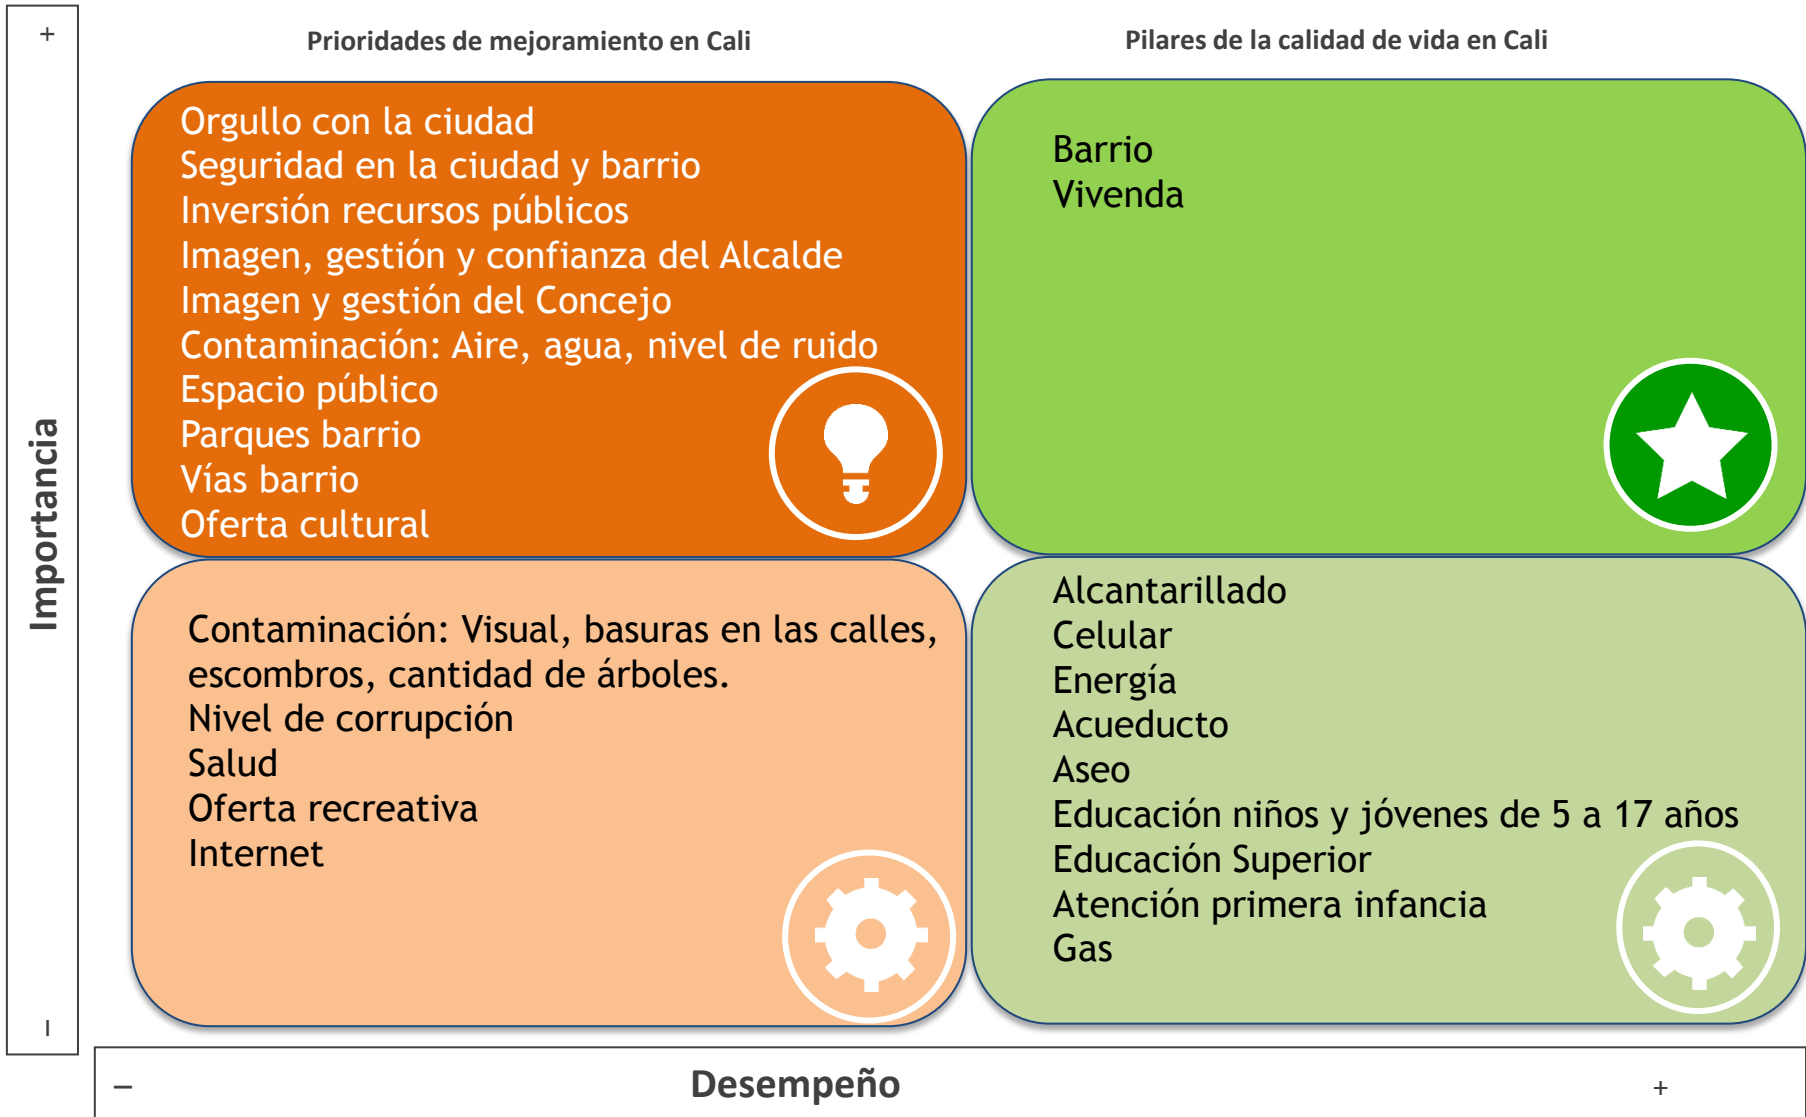 +
Prioridades de mejoramiento en Cali
Pilares de la calidad de vida en Cali
Orgullo con la ciudad
Seguridad en la ciudad y barrio
Inversión recursos públicos
Imagen, gestión y confianza del Alcalde
Imagen y gestión del Concejo
Contaminación: Aire, agua, nivel de ruido
Espacio público
Parques barrio
Vías barrio
Oferta cultural
Barrio
Vivenda
Importancia
Contaminación: Visual, basuras en las calles,
escombros, cantidad de árboles.
Nivel de corrupción
Salud
Oferta recreativa
Internet
Alcantarillado
Celular
Energía
Acueducto
Aseo
Educación niños y jóvenes de 5 a 17 años
Educación Superior
Atención primera infancia
Gas
–
–
Desempeño
+